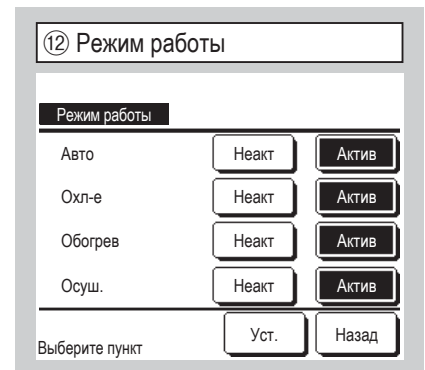 ⑫ Режим работы
Режим работы
Авто Неакт Актив
Охл-е Неакт Актив
Обогрев Неакт Актив
Осуш. Неакт Актив
Выберите пункт Уст. Назад